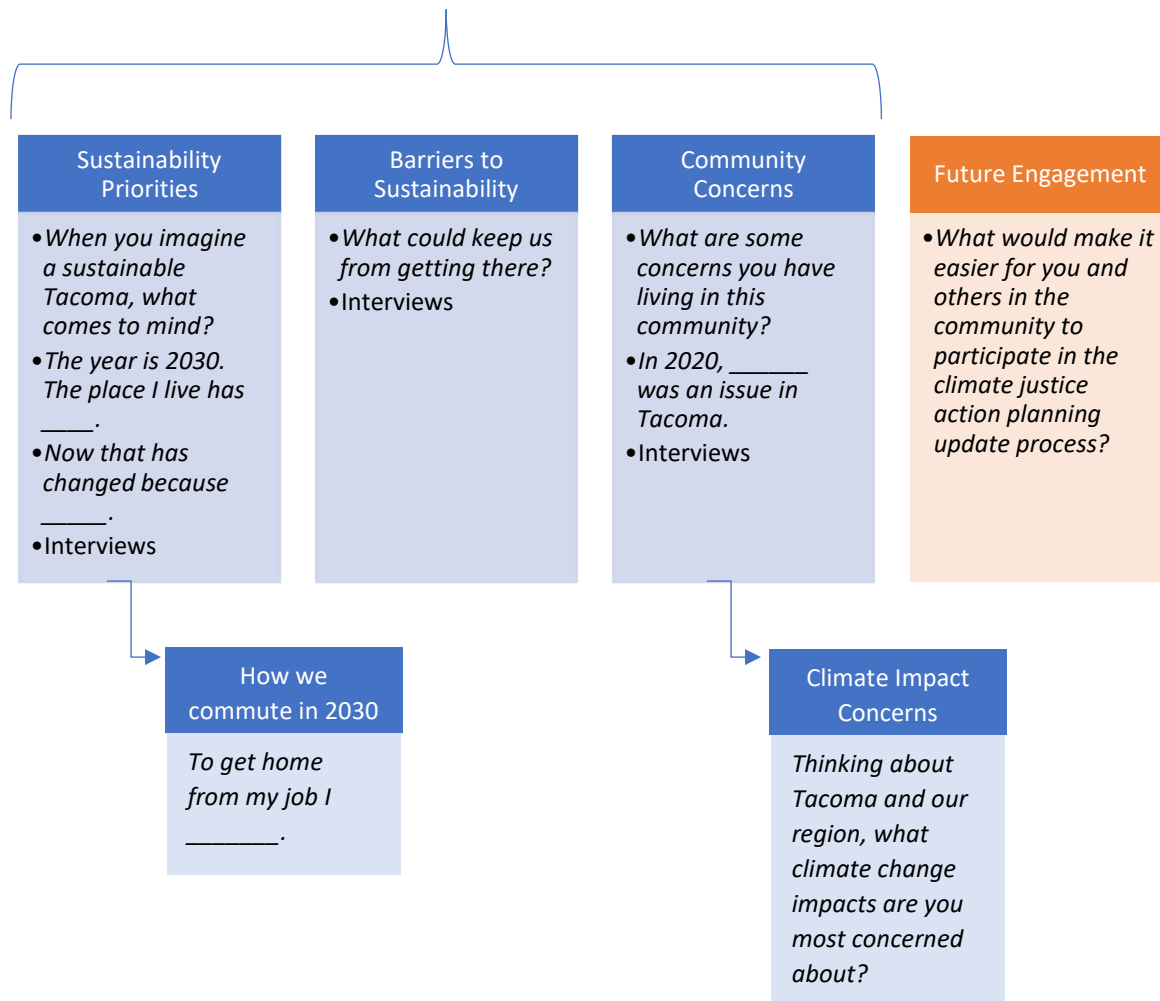 Sustainability
Priorities
•When you imagine
a sustainable
Tacoma, what
comes to mind?
•The year is 2030.
The place I live has
____.
•Now that has
changed because
_____.
•Interviews
Barriers to
Sustainability
•What could keep us
from getting there?
•Interviews
Community
Concerns
•What are some
concerns you have
living in this
community?
•In 2020, ______
was an issue in
Tacoma.
•Interviews
Future Engagement
•What would make it
easier for you and
others in the
community to
participate in the
climate justice
action planning
update process?
How we
commute in 2030
To get home
from my job I
_______.
Climate Impact
Concerns
Thinking about
Tacoma and our
region, what
climate change
impacts are you
most concerned
about?